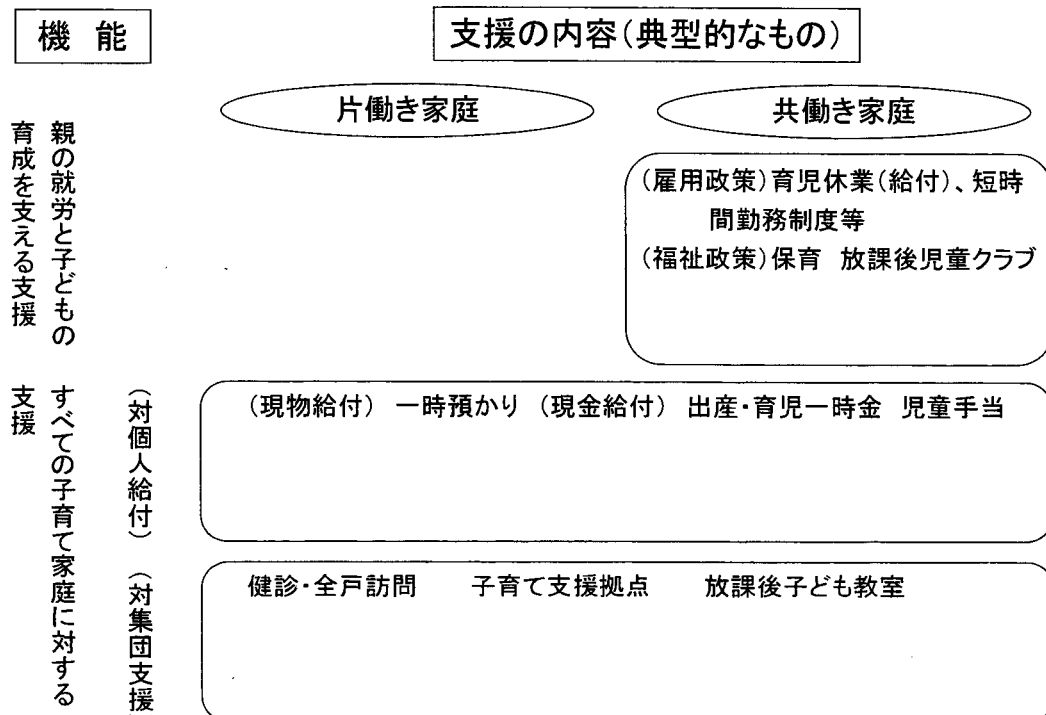 機 能
支援の内容(典型的なもの)
片働き家庭
共働き家庭
親の就労と子どもの
育成を支える支援
(雇用政策)育児休業(給付)、短時
間勤務制度等
(福祉政策)保育 放課後児童クラブ
すべての子育て家庭に対する
支援
(対個人給付)
(現物給付) 一時預かり (現金給付) 出産・育児一時金 児童手当
(対集団支援
健診・全戸訪問 子育て支援拠点 放課後子ども教室